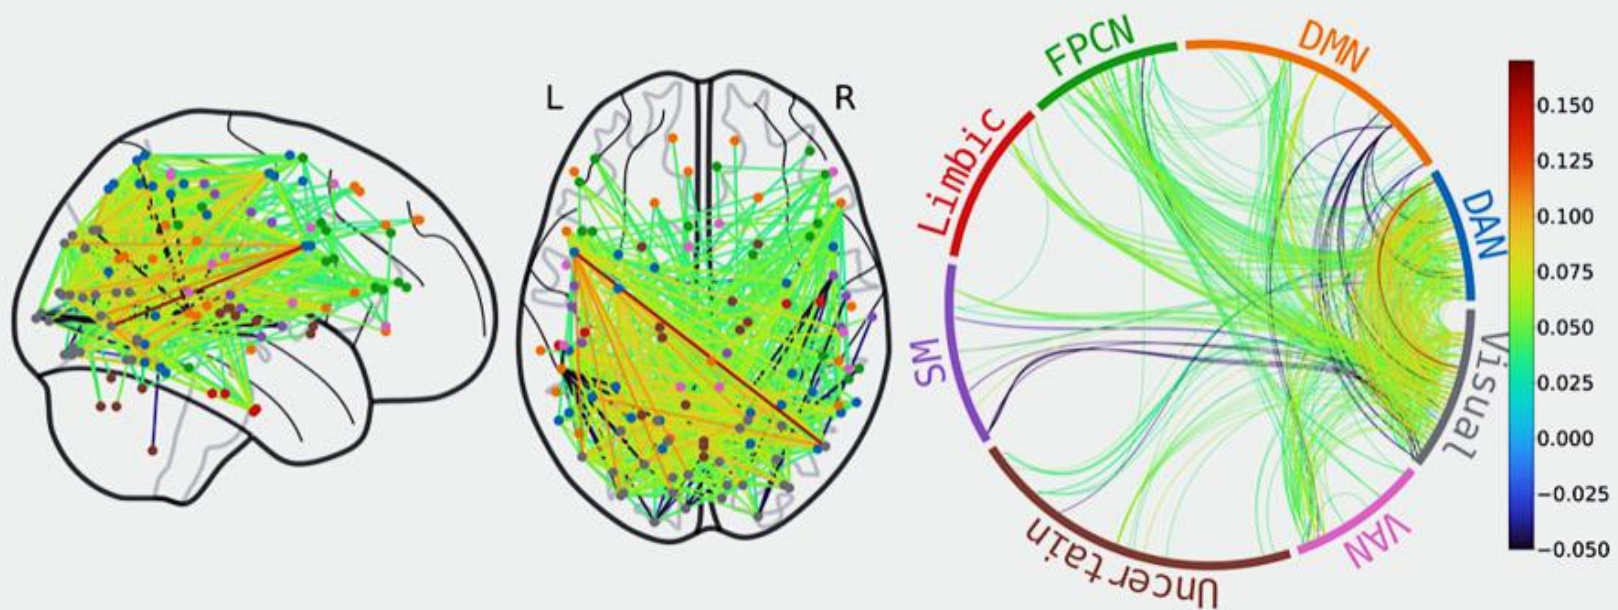 L
R
FPCN
DMN
Limbic
DAN
SM
Visual
Uncertain
VAN
0.150
0.125
0.100
0.075
0.050
0.025
0.000
−0.025
−0.050